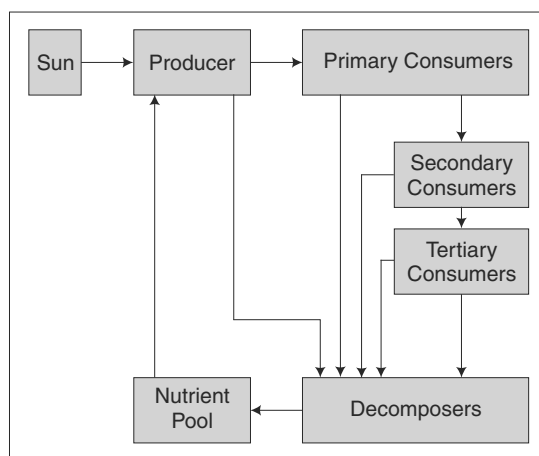 Sun
Producer
Primary Consumers
Secondary
Consumers
Tertiary
Consumers
Nutrient
Pool
Decomposers